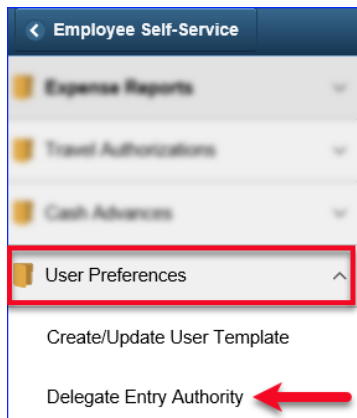 Employee Self-Service
Expense Reports
Travel Authorizations
Cash Advances
User Preferences
Create/Update User Template
Delegate Entry Authority